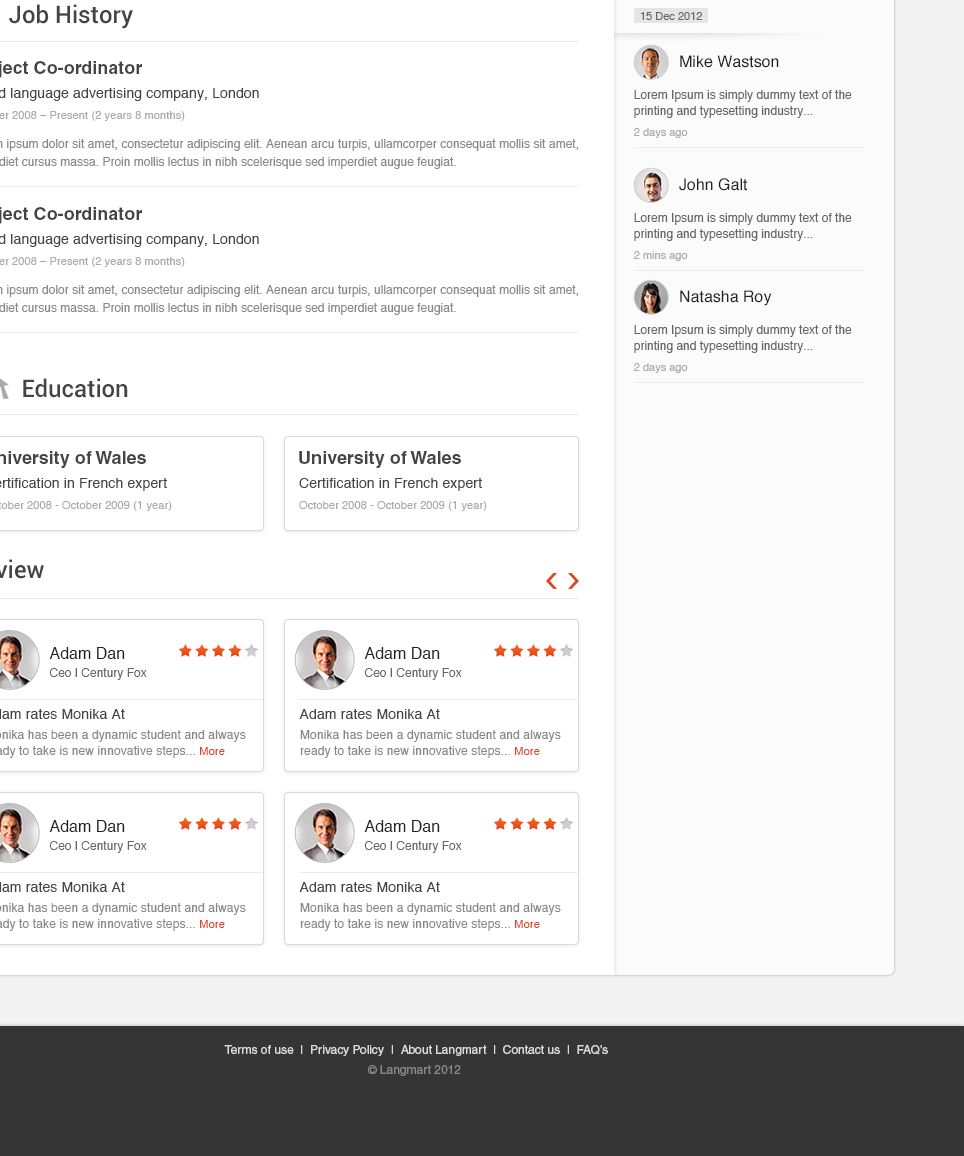 Job History
ject Co-ordinator
d language advertising company, London
er 2008 – Present (2 years 8 months)
n ipsum dolor sit amet, consectetur adipiscing elit. Aenean arcu turpis, ullamcorper consequat mollis sit amet,
diet cursus massa. Proin mollis lectus in nibh scelerisque sed imperdiet augue feugiat.
ject Co-ordinator
d language advertising company, London
er 2008 – Present (2 years 8 months)
n ipsum dolor sit amet, consectetur adipiscing elit. Aenean arcu turpis, ullamcorper consequat mollis sit amet,
diet cursus massa. Proin mollis lectus in nibh scelerisque sed imperdiet augue feugiat.
Education
niversity of Wales
ertification in French expert
tober 2008 - October 2009 (1 year)
University of Wales
Certification in French expert
October 2008 - October 2009 (1 year)
view
Adam Dan
Ceo I Century Fox
dam rates Monika At
onika has been a dynamic student and always
ady to take is new innovative steps... More
Adam Dan
Ceo I Century Fox
Adam rates Monika At
Monika has been a dynamic student and always
ready to take is new innovative steps... More
Adam Dan
Ceo I Century Fox
dam rates Monika At
onika has been a dynamic student and always
ady to take is new innovative steps... More
Adam Dan
Ceo I Century Fox
Adam rates Monika At
Monika has been a dynamic student and always
ready to take is new innovative steps... More
15 Dec 2012
Mike Wastson
Lorem Ipsum is simply dummy text of the
printing and typesetting industry...
2 days ago
John Galt
Lorem Ipsum is simply dummy text of the
printing and typesetting industry...
2 mins ago
Natasha Roy
Lorem Ipsum is simply dummy text of the
printing and typesetting industry...
2 days ago
Terms of use I Privacy Policy I About Langmart I Contact us I FAQ's
© Langmart 2012